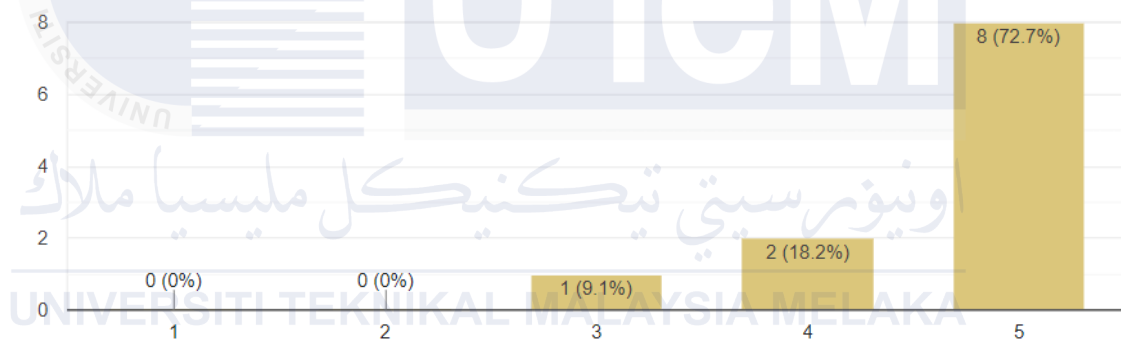 8
8 (72.7%)
UTeM
UNIVERSITI
6
4
اونيۏرسيتي تيكنيكل مليسيا ملاك
2
2 (18.2%)
0 (0%) 0 (0%) 1 (9.1%)
0
UNIVERSITI TEKNIKAL MALAYSIA MELAKA
1 2 3 4 5